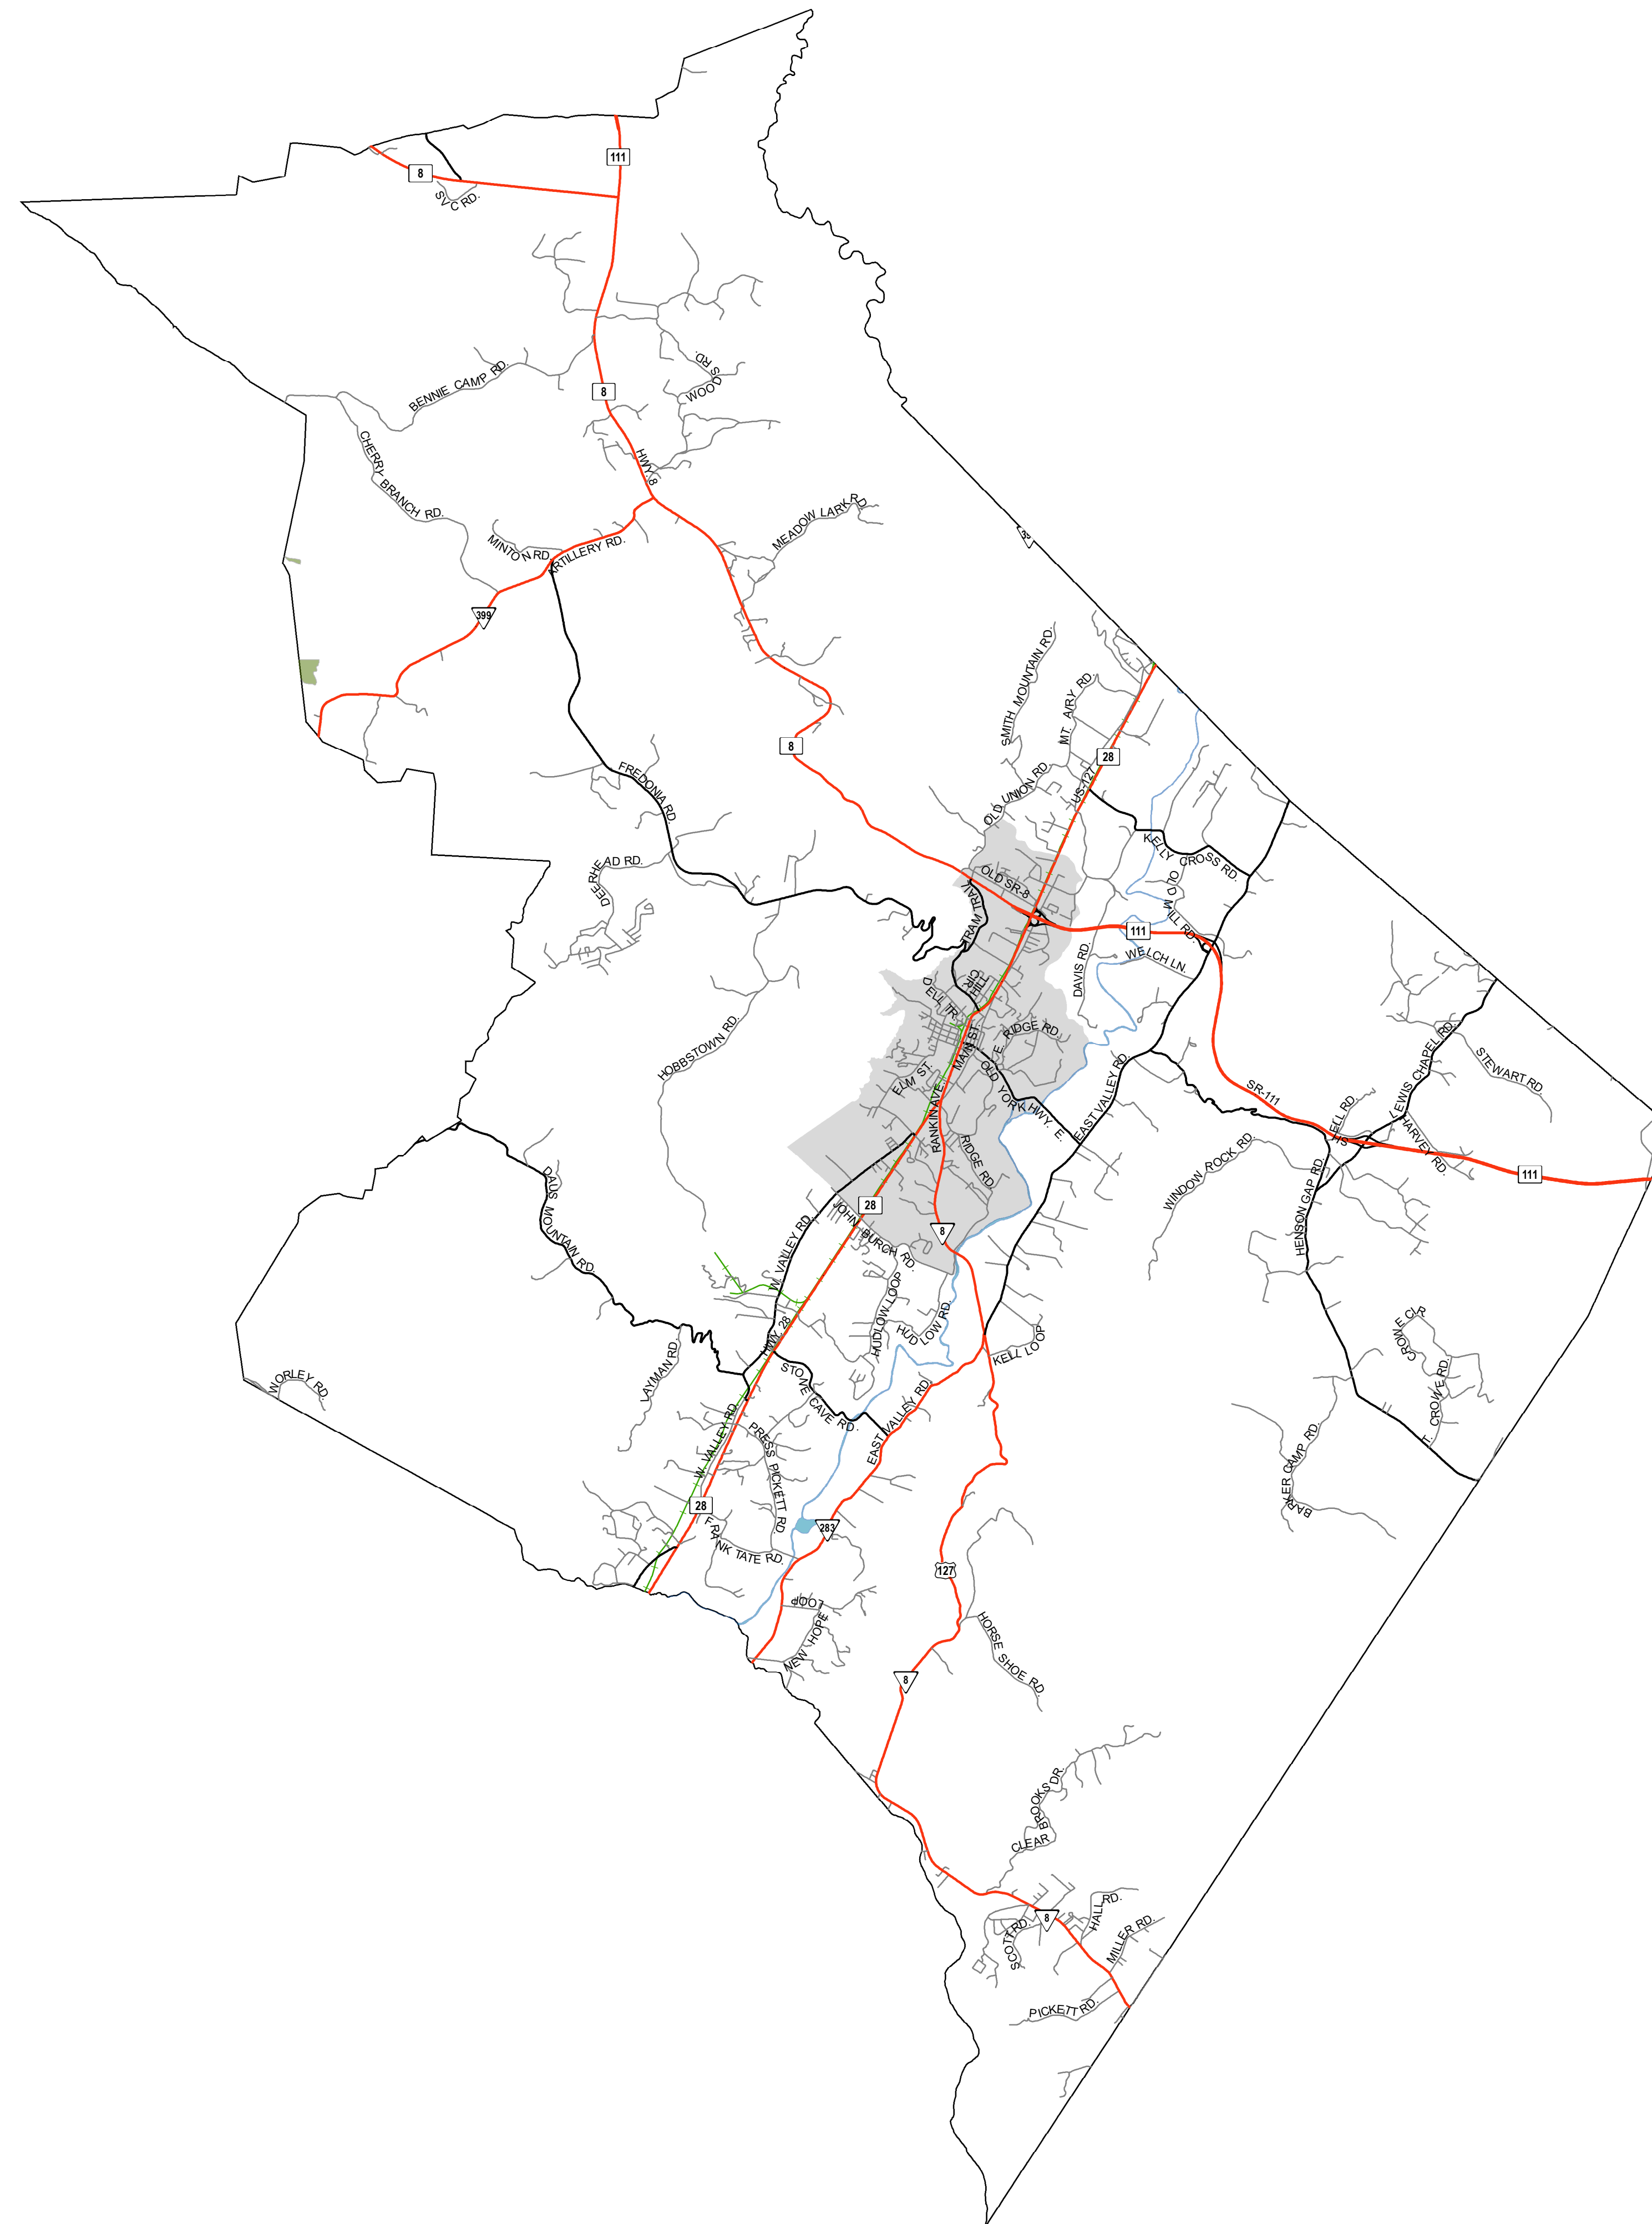 111
8
SVC RD.
WOODS RD.
BENNIE CAMP RD.
8
CHERRY BRANCH RD.
HWY. 8
MEADOW LARK RD.
MINTON RD.
ARTILLERY RD.
399
SMITH MOUNTAIN RD.
MT. AIRY RD.
8
28
US-127
OLD UNION RD.
FREDONIA RD.
KELLY CROSS RD.
DEERHEAD RD.
OLD SR-8
OLD MILL RD.
TRAM TRAIL
111
WELCH LN.
DAVIS RD.
HILL CIR.
DEVIL TR.
E. RIDGE RD.
MAIN ST.
HOBBSTOWN RD.
ELM ST.
OLD YORK HWY. E.
EAST VALLEY RD.
LEWIS CHAPEL RD.
STEWART RD.
SR-111
RANKIN AVE.
HARVEY RD.
WINDOW ROCK RD.
RIDGE RD.
111
DAUS MOUNTAIN RD.
28
HENSON GAP RD.
JOHN BURCH RD.
8
W. VALLEY RD.
HUDLOW LOOP
HUDLOW RD.
HWY. 28
KELL LOOP
CROWE CIR
LAYMAN RD.
WORLEY RD.
STONE CAVE RD.
T. CROWE RD.
EAST VALLEY RD.
W. VALLEY RD.
PRESS PICKETT RD.
BARKER CAMP RD.
28
283
FRANK TATE RD.
127
NEW HOPE LOOP
HORSE SHOE RD.
8
CLEAR BROOKS DR.
8
HALL RD.
SCOTT RD.
MILLER RD.
PICKETT RD.